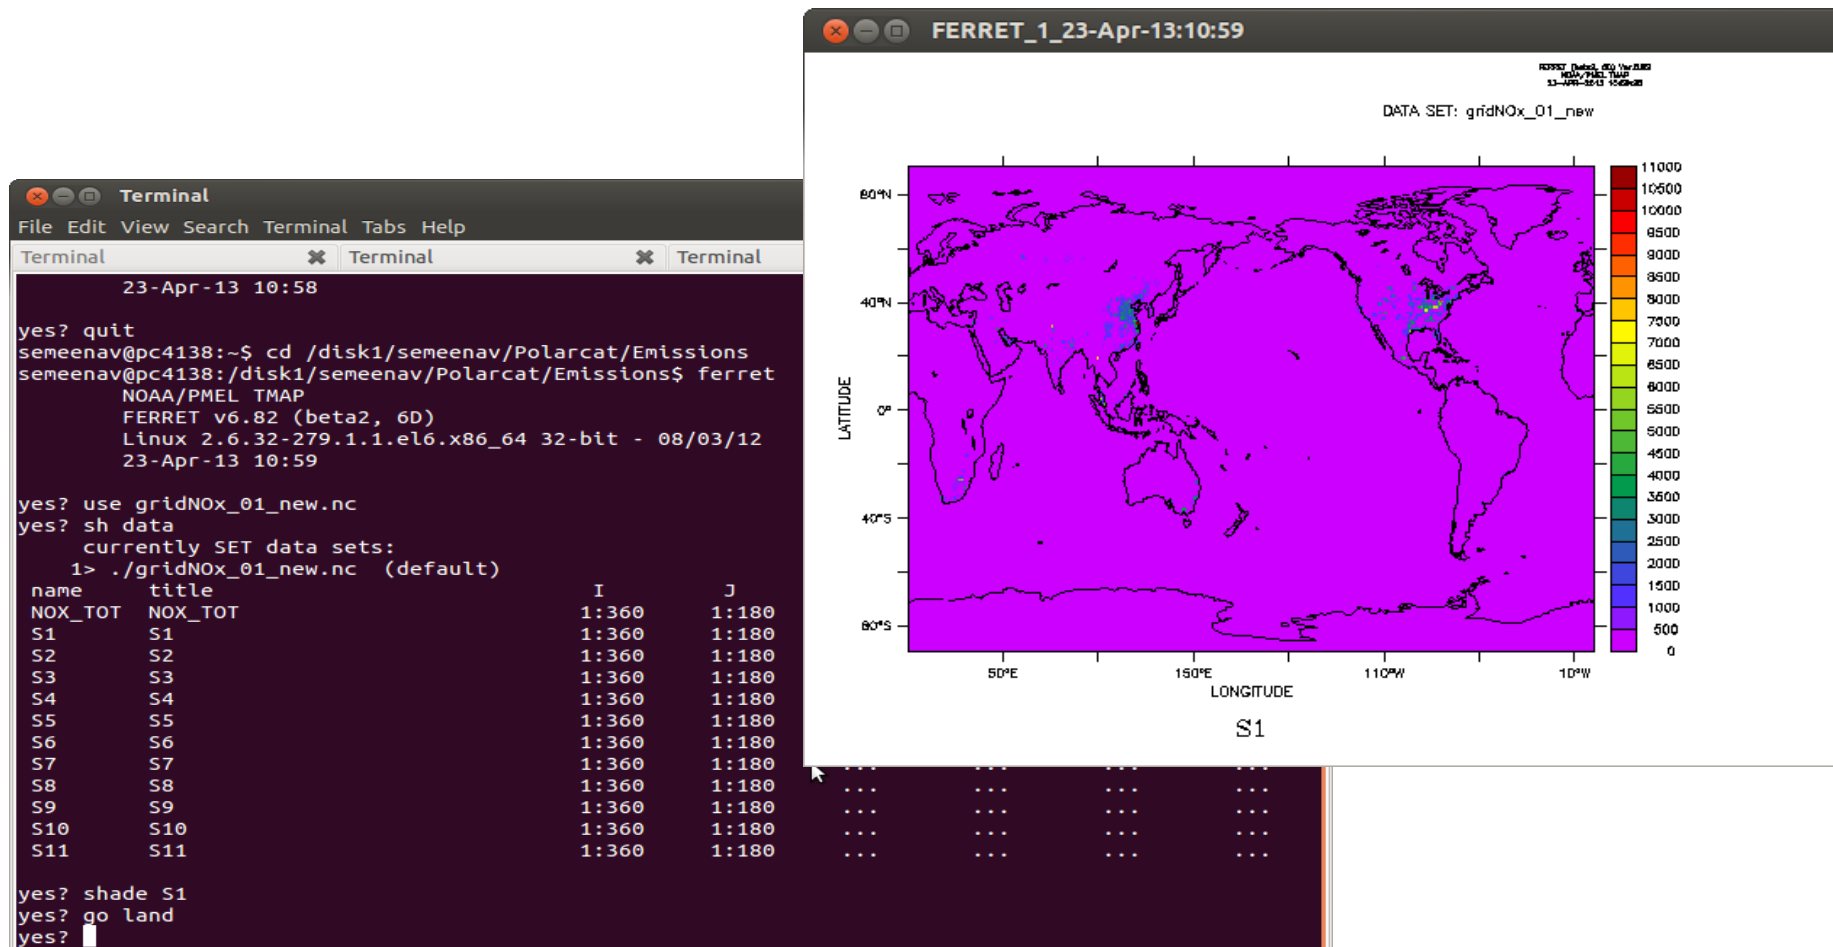 Terminal
File Edit View Search Terminal Tabs Help
Terminal Terminal Terminal
23-Apr-13 10:58
yes? quit
semeenav@pc4138:~$ cd /disk1/semeenav/Polarcat/Emissions
semeenav@pc4138:/disk1/semeenav/Polarcat/Emissions$ ferret
NOAA/PMEL TMAP
FERRET v6.82 (beta2, 6D)
Linux 2.6.32-279.1.1.el6.x86_64 32-bit - 08/03/12
23-Apr-13 10:59
yes? use gridNOx_01_new.nc
yes? sh data
currently SET data sets:
1> ./gridNOx_01_new.nc (default)
name title I J
NOX_TOT NOX_TOT 1:360 1:180
S1 S1 1:360 1:180
S2 S2 1:360 1:180
S3 S3 1:360 1:180
S4 S4 1:360 1:180
S5 S5 1:360 1:180
S6 S6 1:360 1:180
S7 S7 1:360 1:180 ... ... ... ...
S8 S8 1:360 1:180 ... ... ... ...
S9 S9 1:360 1:180 ... ... ... ...
S10 S10 1:360 1:180 ... ... ... ...
S11 S11 1:360 1:180 ... ... ... ...
yes? shade S1
yes? go land
yes?
FERRET_1_23-Apr-13:10:59
NOAA/PMEL TMAP
DATA SET: gridNOx_01_new
80°N
40°N
0°
40°S
80°S
LATITUDE
50°E 150°E 110°W 10°W
LONGITUDE
S1
11000
10500
10000
9500
9000
8500
8000
7500
7000
6500
6000
5500
5000
4500
4000
3500
3000
2500
2000
1500
1000
500
0